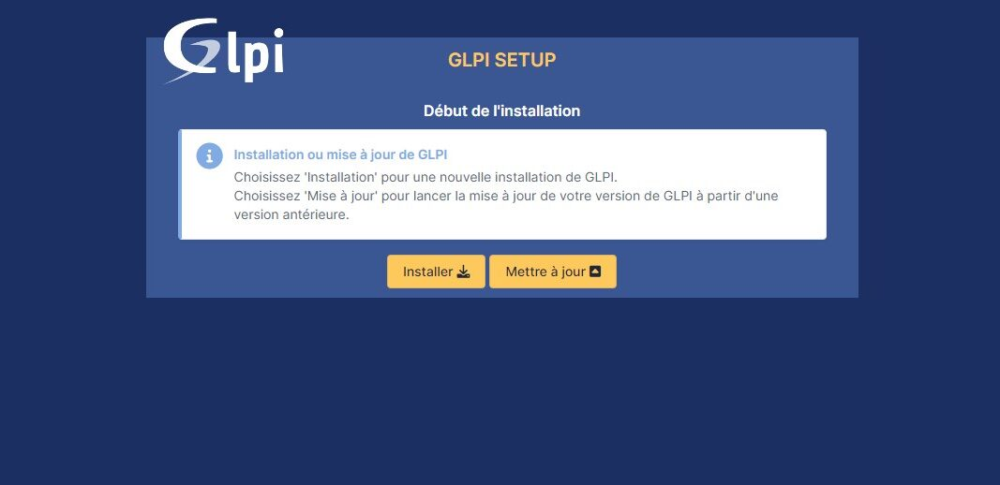 Glpi
GLPI SETUP
Début de l'installation
Installation ou mise à jour de GLPI
Choisissez 'Installation' pour une nouvelle installation de GLPI.
Choisissez 'Mise à jour' pour lancer la mise à jour de votre version de GLPI à partir d'une
version antérieure.
Installer Mettre à jour